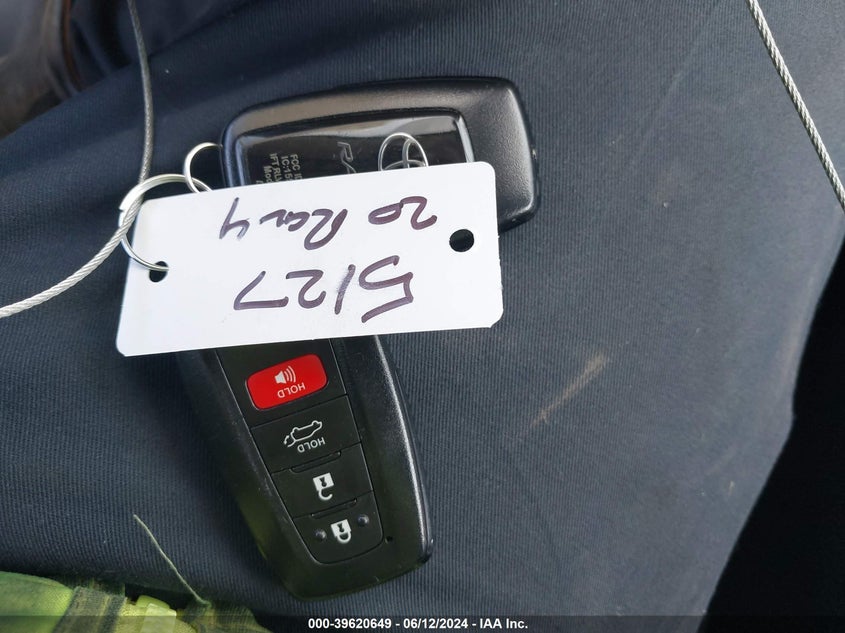 20 Rav4
5127
HOLD
HOLD
000-39620649 - 06/12/2024 - IAA Inc.